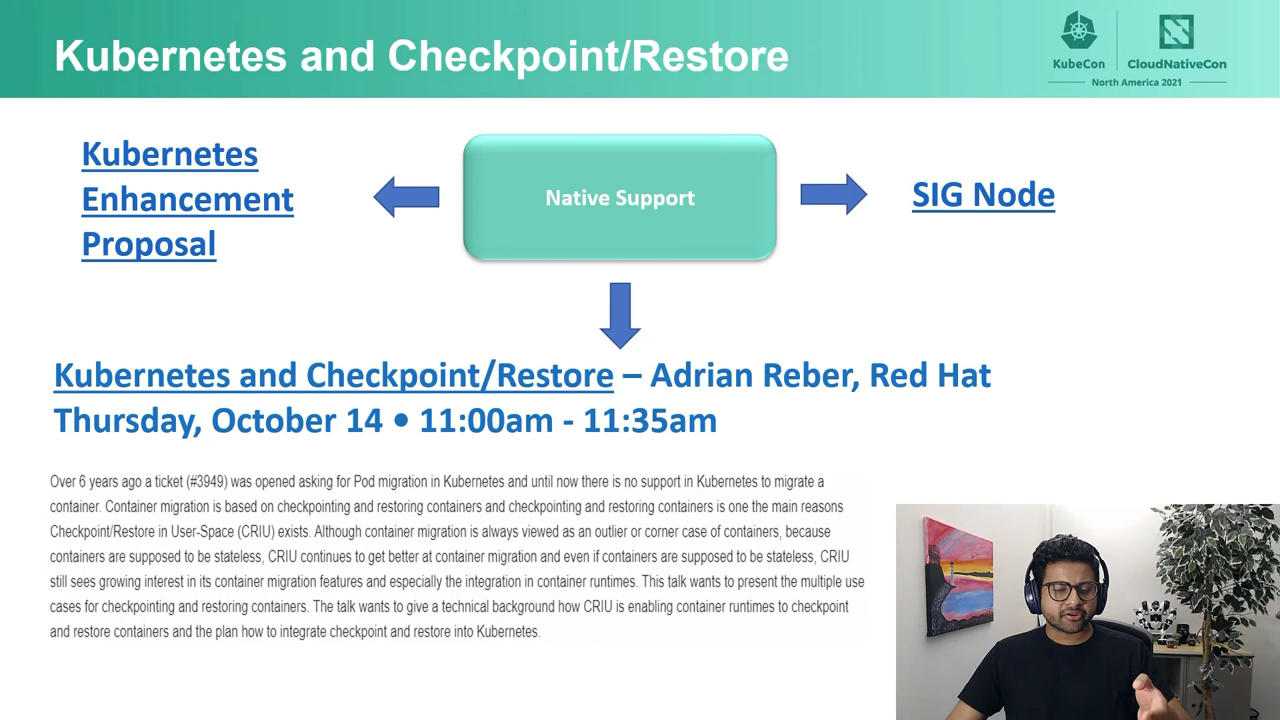 Kubernetes and Checkpoint/Restore
KubeCon
CloudNativeCon
North America 2021
Kubernetes
Enhancement
Proposal
Native Support
SIG Node
Kubernetes and Checkpoint/Restore – Adrian Reber, Red Hat
Thursday, October 14 • 11:00am - 11:35am
Over 6 years ago a ticket (#3949) was opened asking for Pod migration in Kubernetes and until now there is no support in Kubernetes to migrate a
container. Container migration is based on checkpointing and restoring containers and checkpointing and restoring containers is one the main reasons
Checkpoint/Restore in User-Space (CRIU) exists. Although container migration is always viewed as an outlier or corner case of containers, because
containers are supposed to be stateless, CRIU continues to get better at container migration and even if containers are supposed to be stateless, CRIU
still sees growing interest in its container migration features and especially the integration in container runtimes. This talk wants to present the multiple use
cases for checkpointing and restoring containers. The talk wants to give a technical background how CRIU is enabling container runtimes to checkpoint
and restore containers and the plan how to integrate checkpoint and restore into Kubernetes.